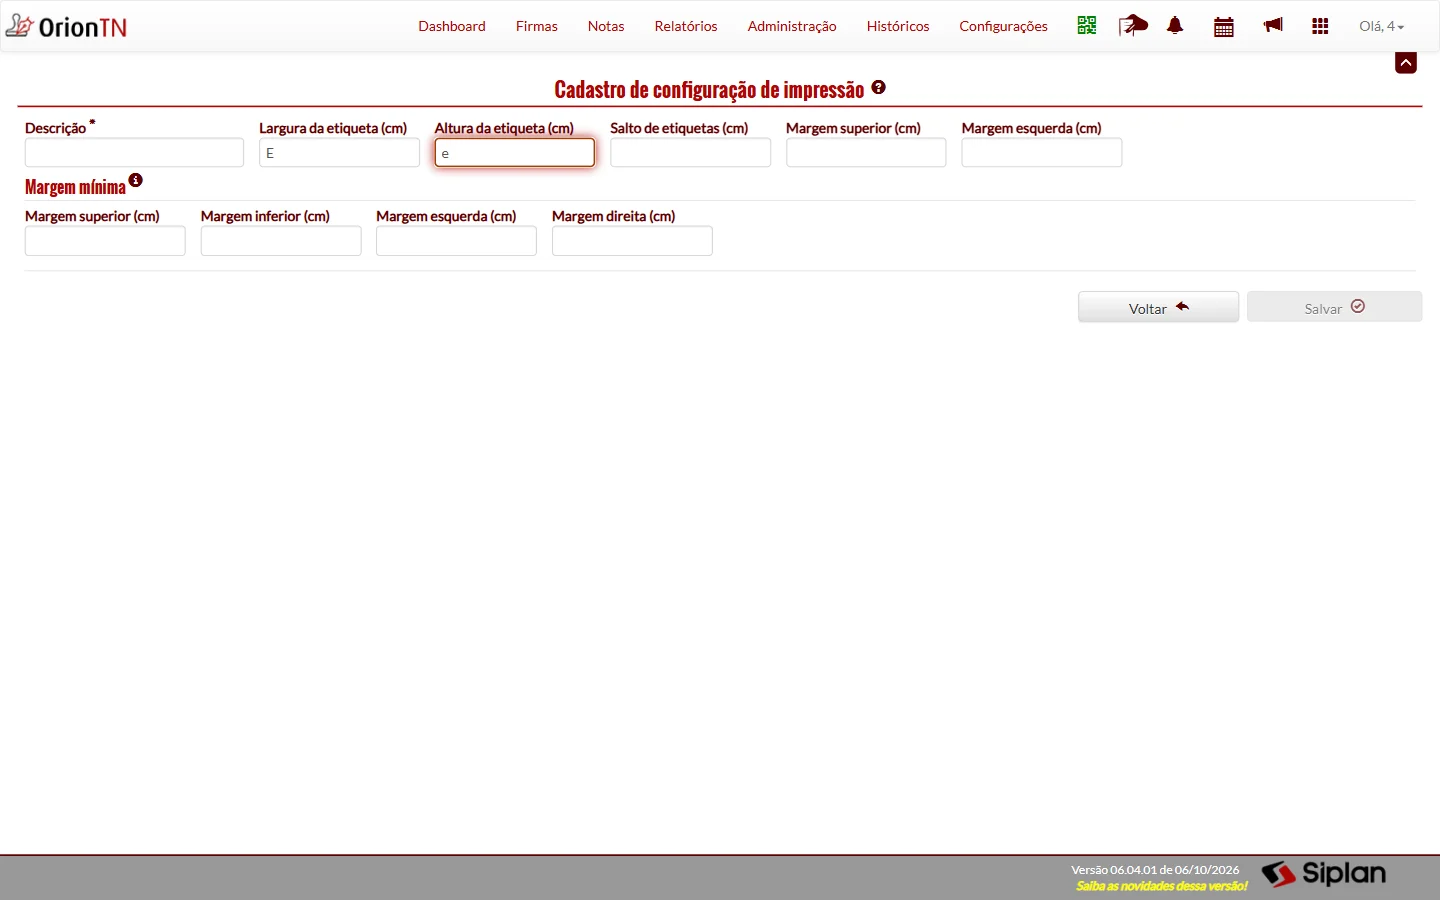 OrionTN
Dashboard Firmas Notas Relatórios Administração Históricos Configurações Olá, 4
Cadastro de configuração de impressão
Descrição * Largura da etiqueta (cm) Altura da etiqueta (cm) Salto de etiquetas (cm) Margem superior (cm) Margem esquerda (cm)
E e
Margem mínima
Margem superior (cm) Margem inferior (cm) Margem esquerda (cm) Margem direita (cm)
Voltar Salvar
Versão 06.04.01 de 06/10/2026
Saiba as novidades dessa versão!
Siplan